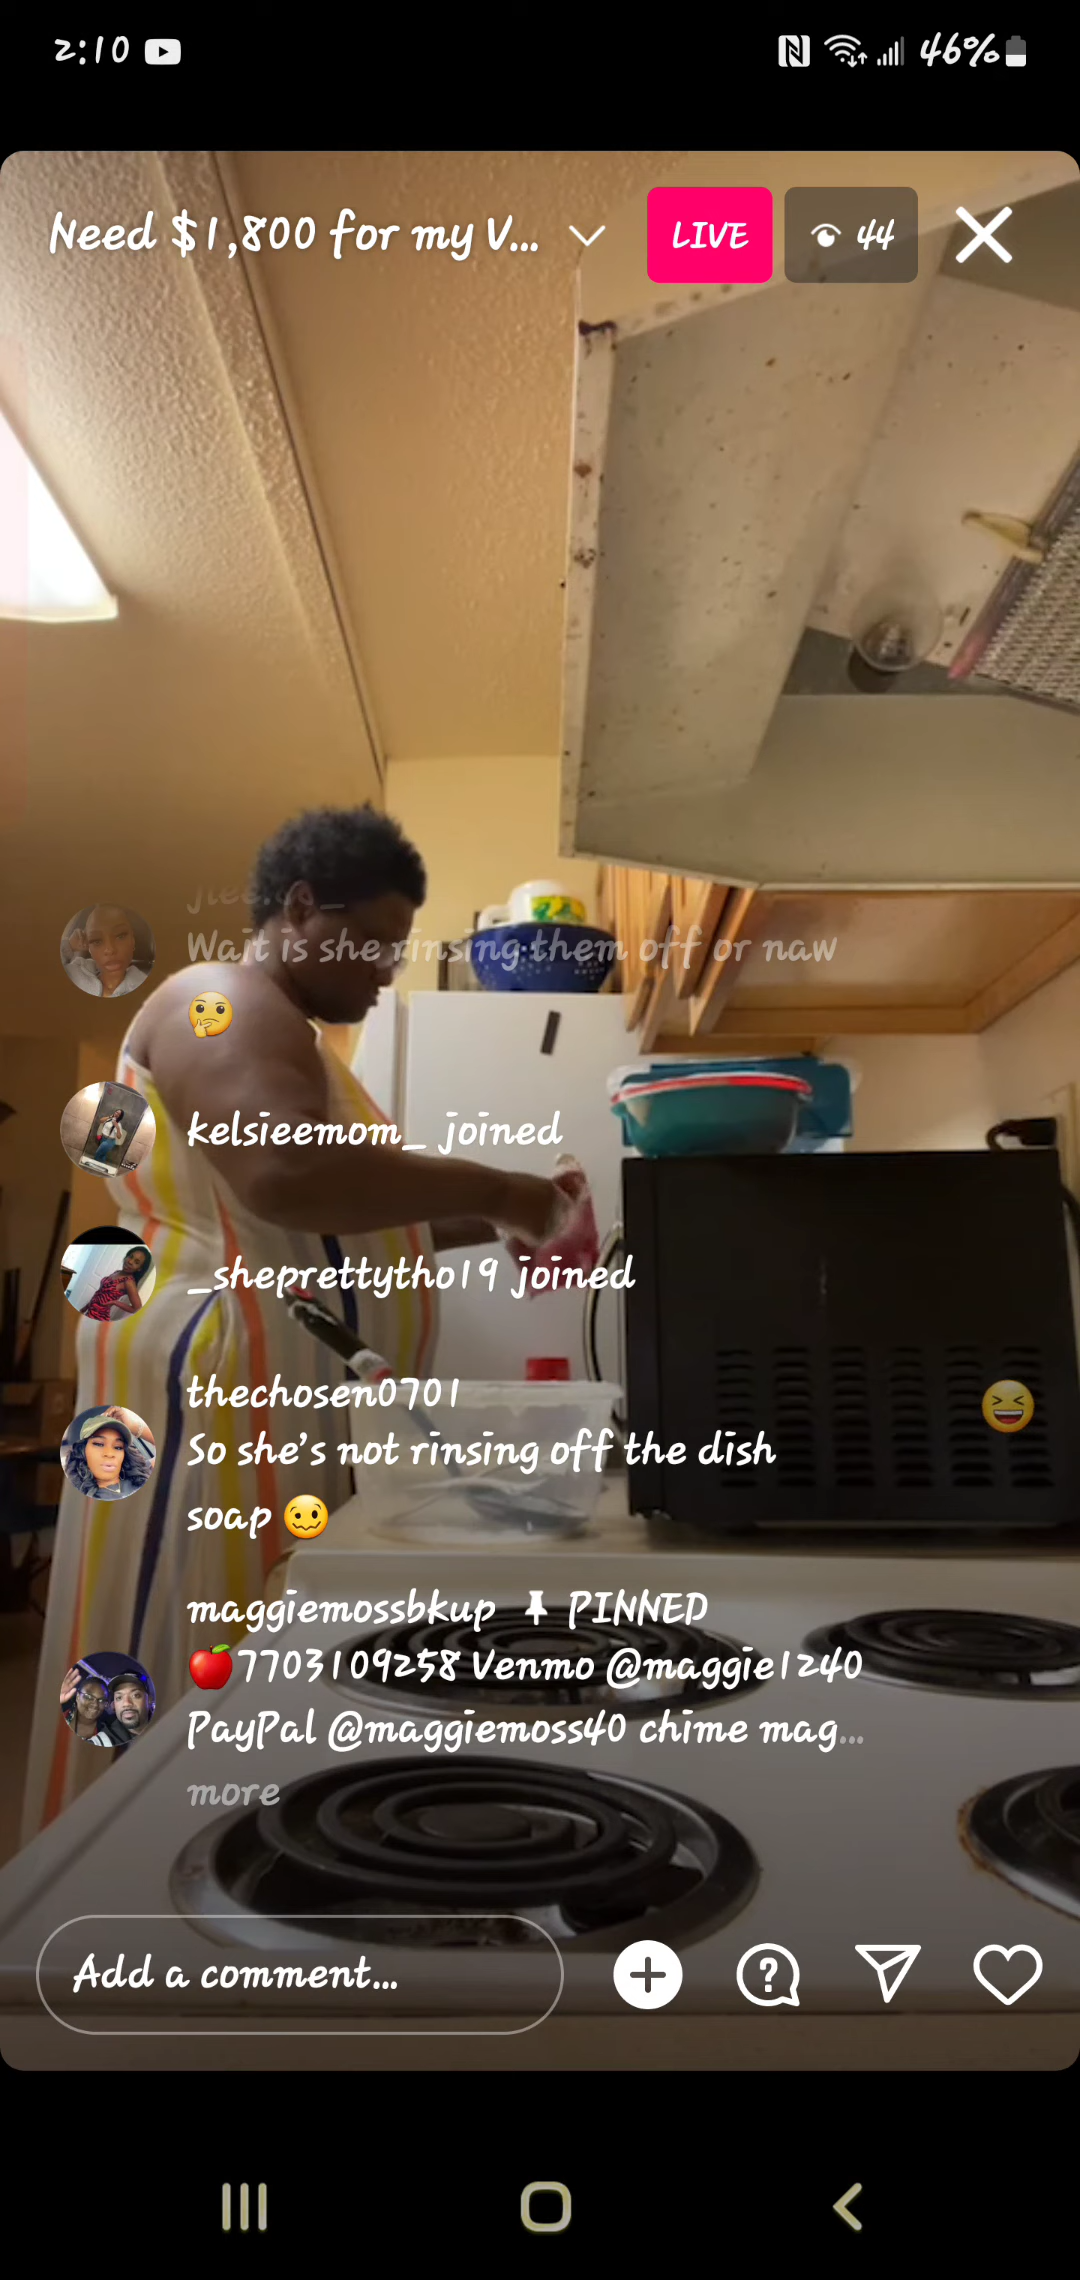 2:10
46%
Need $1,800 for my V...
LIVE
44
Wait is she rinsing them off or naw
🤔
kelsieemom_ joined
_sheprettytho19 joined
thechosen0701
So she's not rinsing off the dish
soap 🥴
maggiemossbkup 📌 PINNED
🍎7703109258 Venmo @maggie1240
PayPal @maggiemoss40 chime mag...
more
Add a comment...